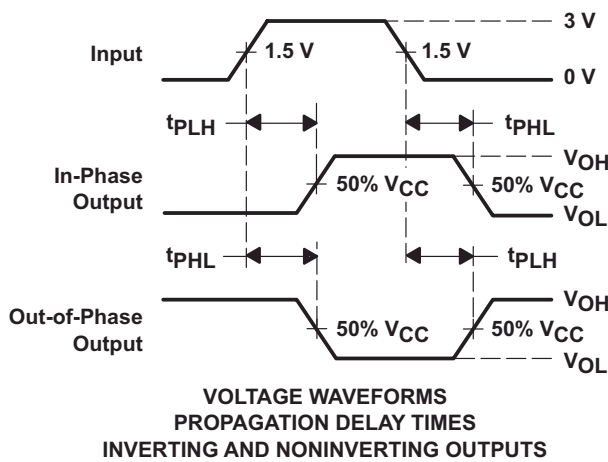 3 V
Input
1.5 V
1.5 V
0 V
tPLH
tPHL
VOH
In-Phase
Output
50% VCC
50% VCC
VOL
tPHL
tPLH
VOH
Out-of-Phase
Output
50% VCC
50% VCC
VOL
VOLTAGE WAVEFORMS
PROPAGATION DELAY TIMES
INVERTING AND NONINVERTING OUTPUTS